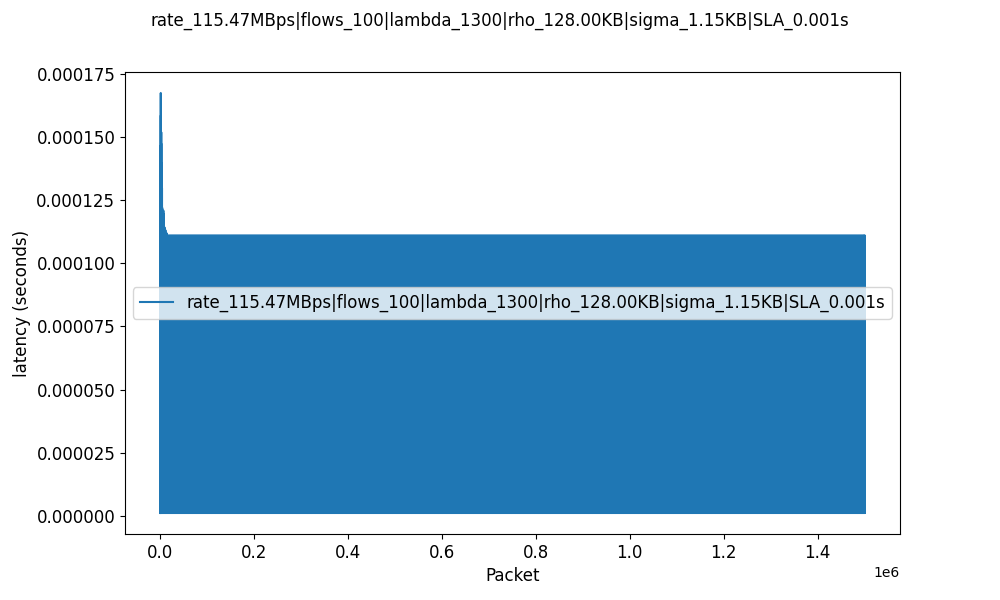 rate_115.47MBps|flows_100|lambda_1300|rho_128.00KB|sigma_1.15KB|SLA_0.001s
0.000175
0.000150
0.000125
0.000100
0.000075
0.000050
0.000025
0.000000
latency (seconds)
rate_115.47MBps|flows_100|lambda_1300|rho_128.00KB|sigma_1.15KB|SLA_0.001s
0.0 0.2 0.4 0.6 0.8 1.0 1.2 1.4
1e6
Packet